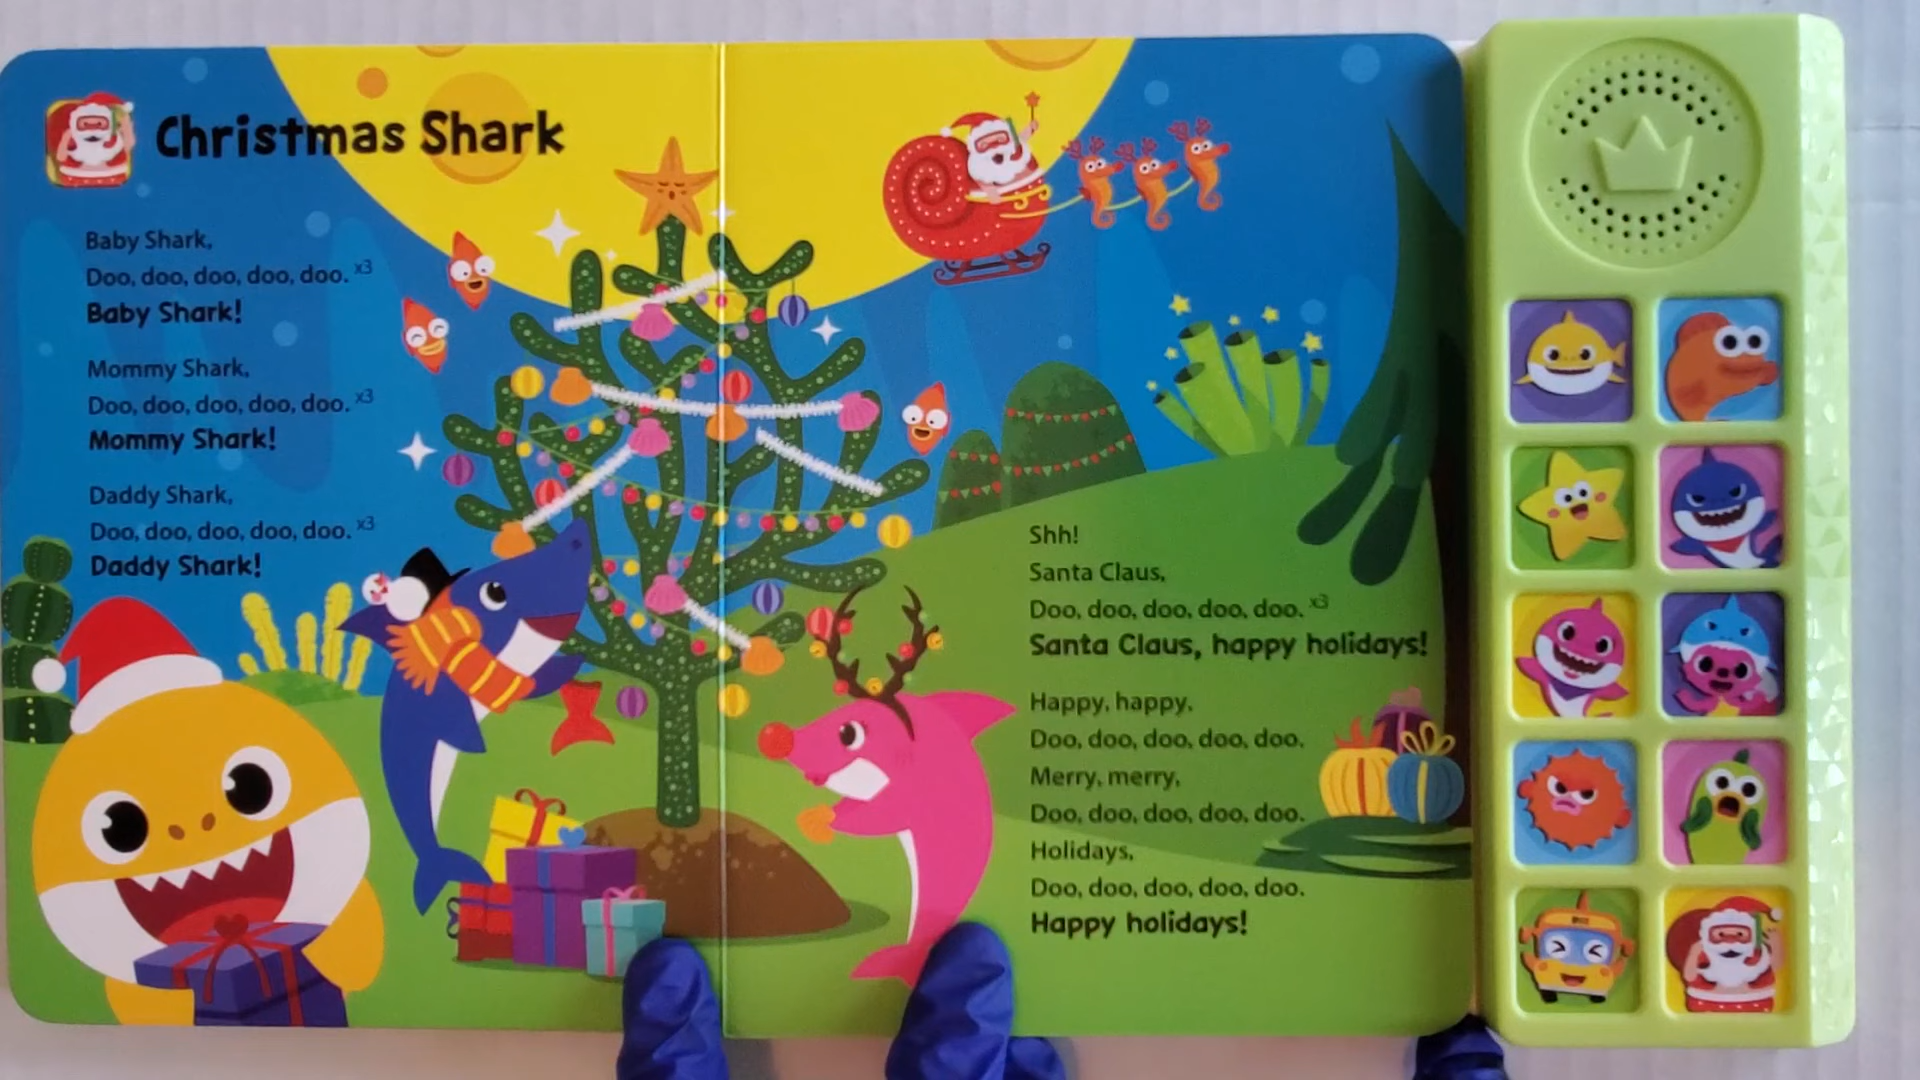 Christmas Shark
Baby Shark,
Doo, doo, doo, doo, doo. x3
Baby Shark!
Mommy Shark,
Doo, doo, doo, doo, doo. x3
Mommy Shark!
Daddy Shark,
Doo, doo, doo, doo, doo. x3
Daddy Shark!
Shh!
Santa Claus,
Doo, doo, doo, doo, doo. x3
Santa Claus, happy holidays!
Happy, happy,
Doo, doo, doo, doo, doo.
Merry, merry,
Doo, doo, doo, doo, doo.
Holidays,
Doo, doo, doo, doo, doo.
Happy holidays!